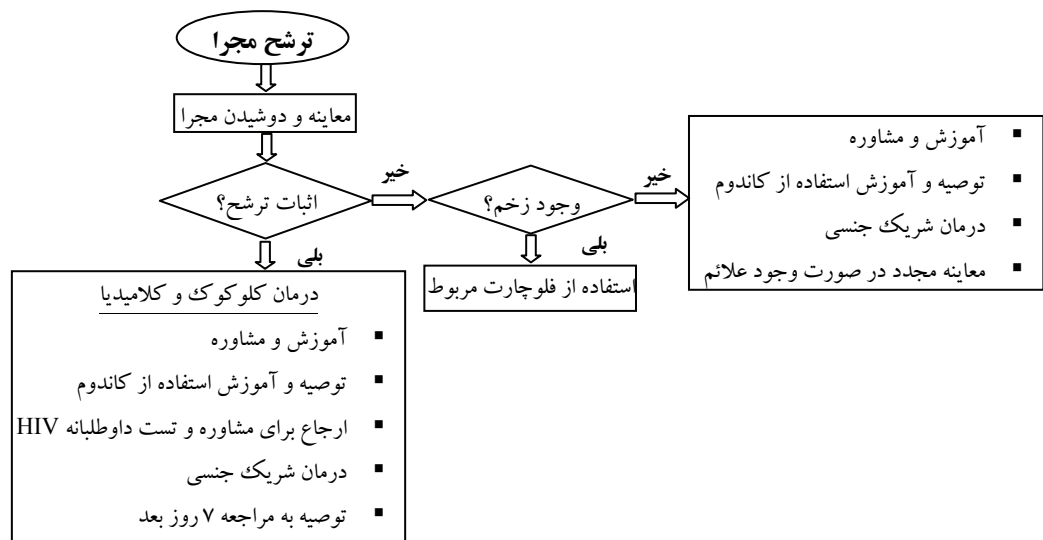 ترشح مجرا
معاینه و دوشیدن مجرا
اثبات ترشح؟
خیر
وجود زخم؟
خیر
▪ آموزش و مشاوره
▪ توصیه و آموزش استفاده از کاندوم
▪ درمان شریک جنسی
▪ معاینه مجدد در صورت وجود علائم
بلی
استفاده از فلوچارت مربوط
بلی
درمان کلوکوک و کلامیدیا
▪ آموزش و مشاوره
▪ توصیه و آموزش استفاده از کاندوم
▪ ارجاع برای مشاوره و تست داوطلبانه HIV
▪ درمان شریک جنسی
▪ توصیه به مراجعه ۷ روز بعد